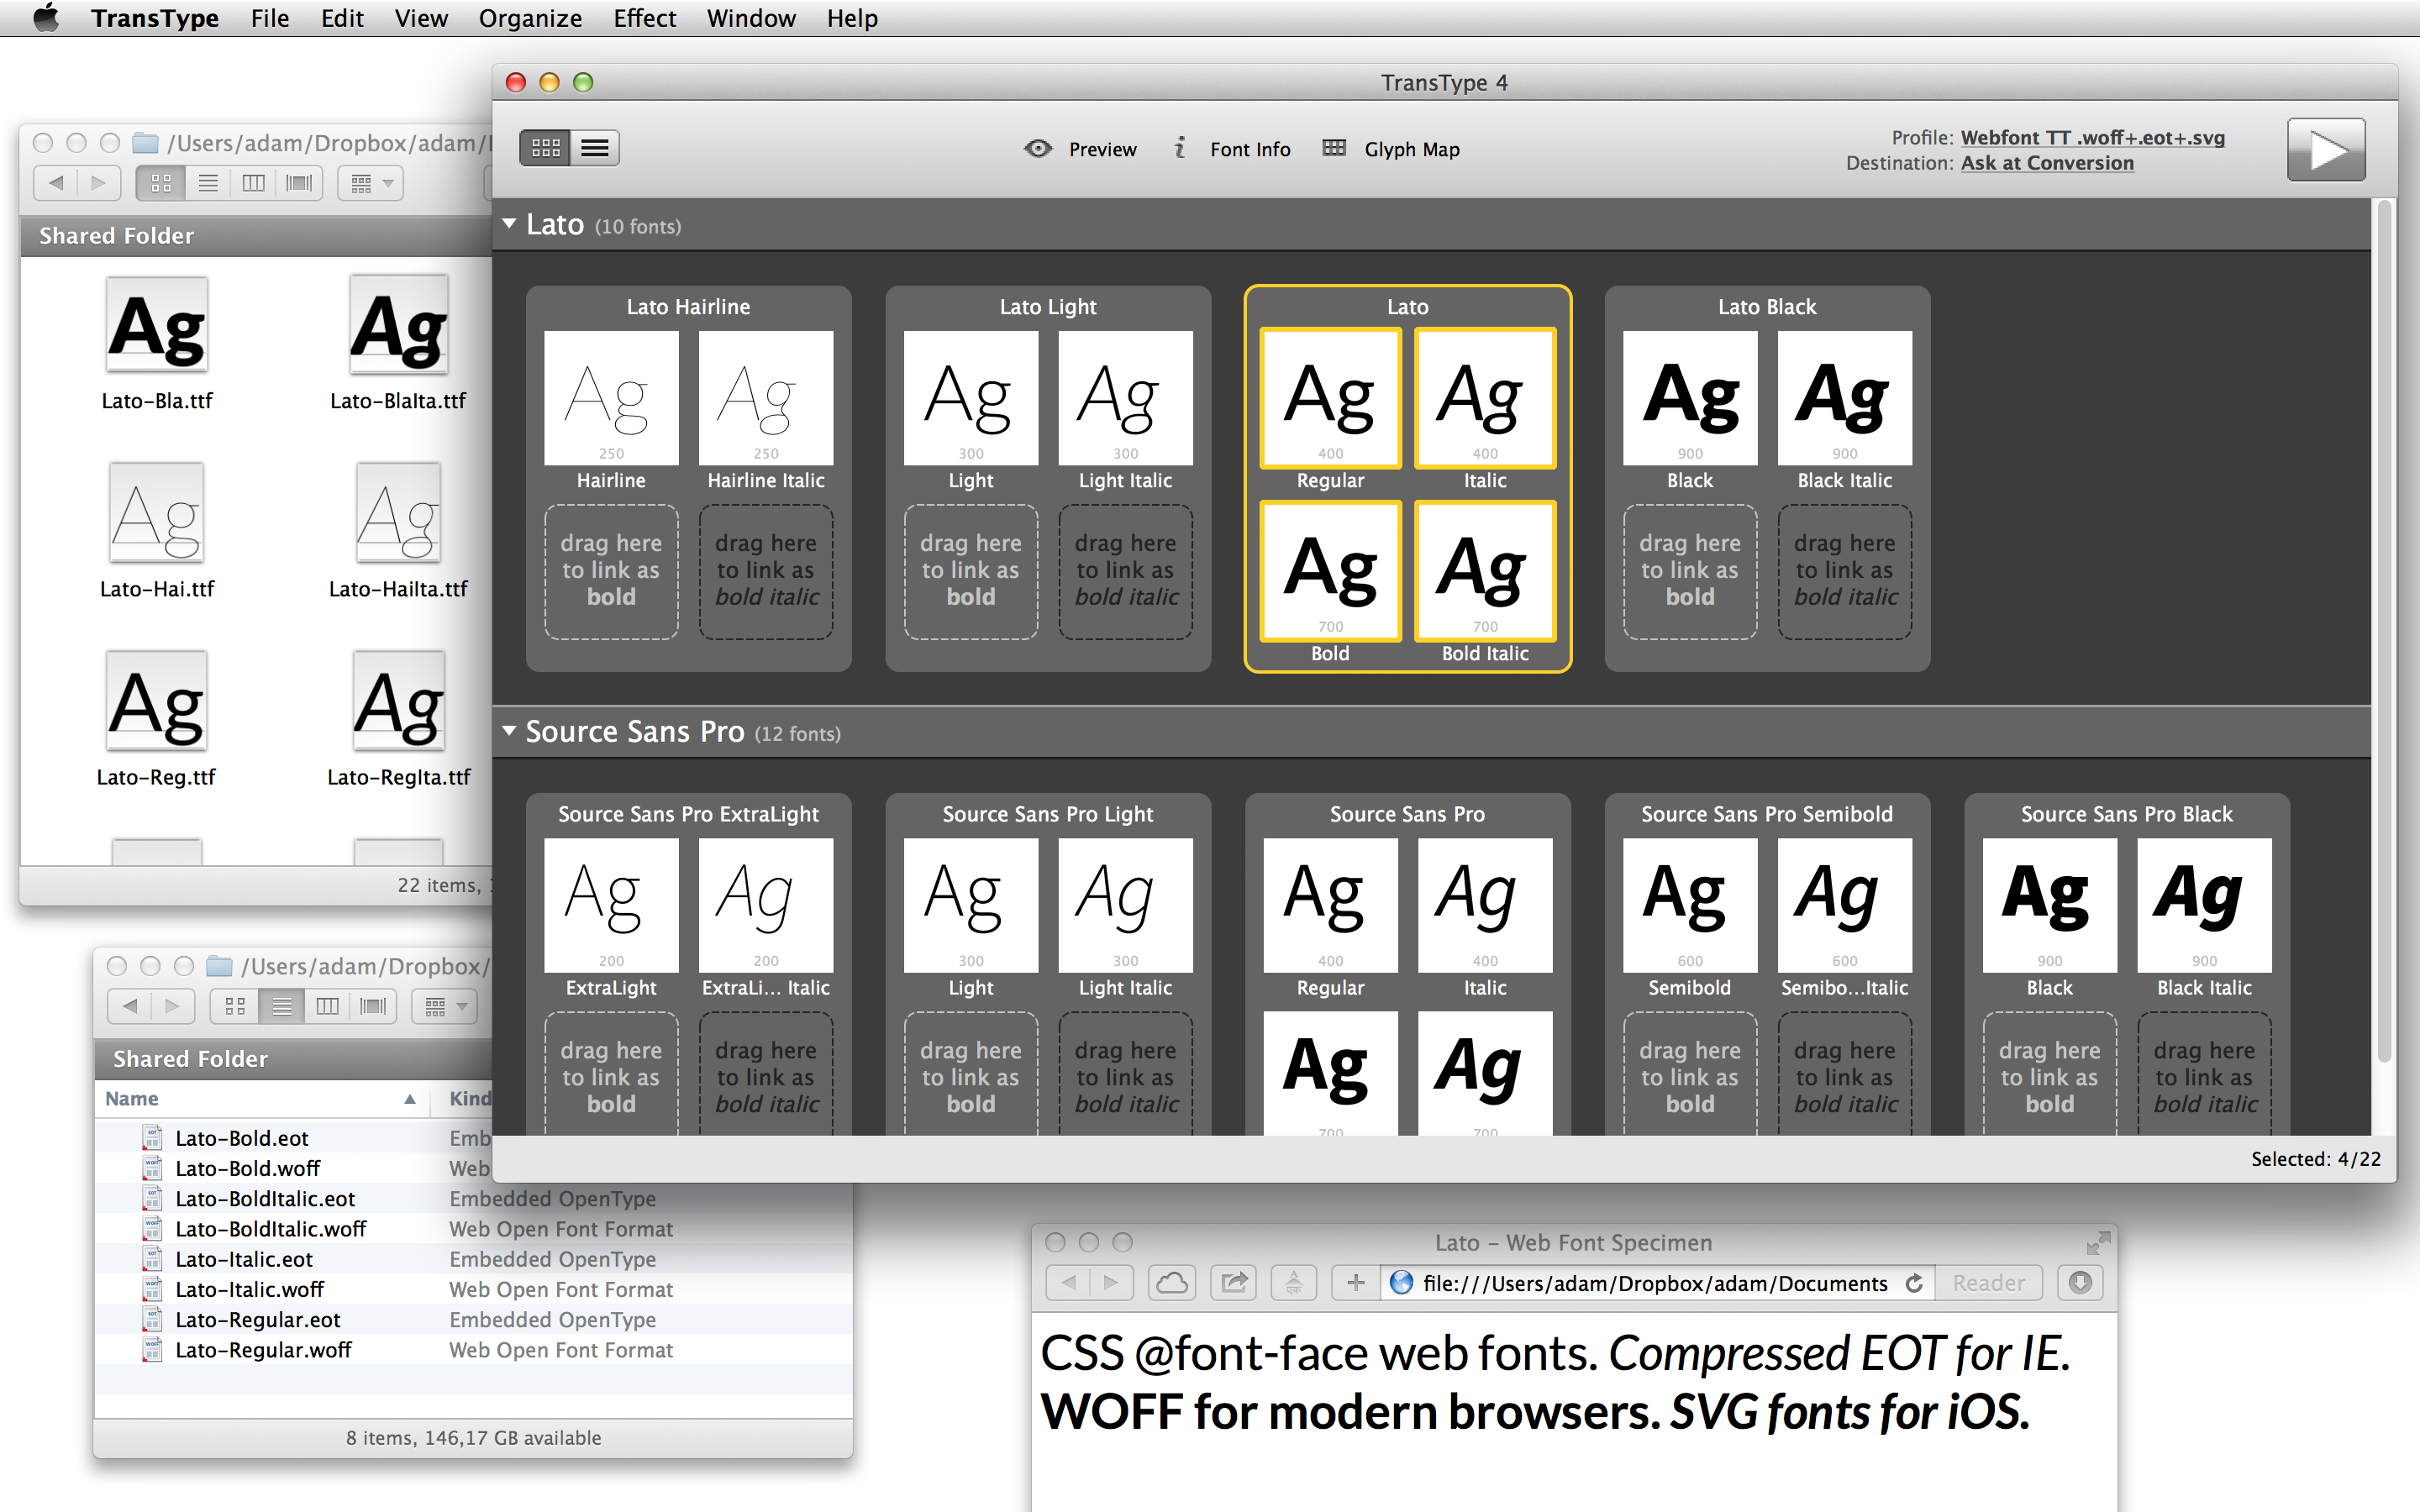 TransType File Edit View Organize Effect Window Help
TransType 4
Preview
Font Info
Glyph Map
Profile: Webfont TT .woff+.eot+.svg
Destination: Ask at Conversion
Lato (10 fonts)
Lato Hairline
Ag
250
Hairline
Ag
250
Hairline Italic
drag here
to link as
bold
drag here
to link as
bold italic
Lato Light
Ag
300
Light
Ag
300
Light Italic
drag here
to link as
bold
drag here
to link as
bold italic
Lato
Ag
400
Regular
Ag
400
Italic
Ag
700
Bold
Ag
700
Bold Italic
Lato Black
Ag
900
Black
Ag
900
Black Italic
drag here
to link as
bold
drag here
to link as
bold italic
Source Sans Pro (12 fonts)
Source Sans Pro ExtraLight
Ag
200
ExtraLight
Ag
200
ExtraLi... Italic
drag here
to link as
bold
drag here
to link as
bold italic
Source Sans Pro Light
Ag
300
Light
Ag
300
Light Italic
drag here
to link as
bold
drag here
to link as
bold italic
Source Sans Pro
Ag
400
Regular
Ag
400
Italic
Ag
700
Ag
700
Source Sans Pro Semibold
Ag
600
Semibold
Ag
600
Semibo...Italic
drag here
to link as
bold
drag here
to link as
bold italic
Source Sans Pro Black
Ag
900
Black
Ag
900
Black Italic
drag here
to link as
bold
drag here
to link as
bold italic
Selected: 4/22
/Users/adam/Dropbox/adam/
Shared Folder
Ag
Lato-Bla.ttf
Ag
Lato-BlaIta.ttf
Ag
Lato-Hai.ttf
Ag
Lato-HaiIta.ttf
Ag
Lato-Reg.ttf
Ag
Lato-RegIta.ttf
22 items,
/Users/adam/Dropbox/
Shared Folder
Name Kind
Lato-Bold.eot Emb
Lato-Bold.woff Web
Lato-BoldItalic.eot Embedded OpenType
Lato-BoldItalic.woff Web Open Font Format
Lato-Italic.eot Embedded OpenType
Lato-Italic.woff Web Open Font Format
Lato-Regular.eot Embedded OpenType
Lato-Regular.woff Web Open Font Format
8 items, 146,17 GB available
Lato - Web Font Specimen
file:///Users/adam/Dropbox/adam/Documents
Reader
CSS @font-face web fonts. Compressed EOT for IE.
WOFF for modern browsers. SVG fonts for iOS.